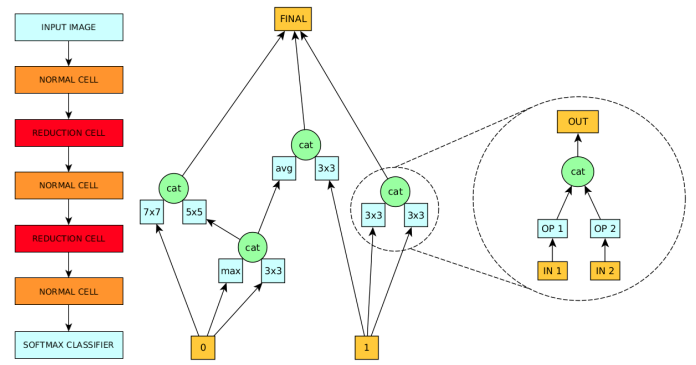 INPUT IMAGE
NORMAL CELL
REDUCTION CELL
NORMAL CELL
REDUCTION CELL
NORMAL CELL
SOFTMAX CLASSIFIER
FINAL
cat
avg
3x3
cat
7x7
5x5
cat
max
3x3
cat
3x3
3x3
0
1
OUT
cat
OP 1
OP 2
IN 1
IN 2